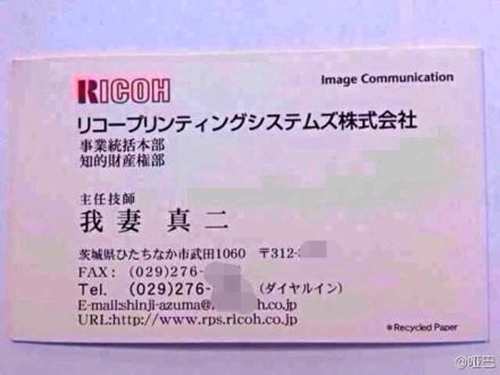 RICOH
Image Communication
リコープリンティングシステムズ株式会社
事業統括本部
知的財産権部
主任技師
我妻 真二
茨城県ひたちなか市武田1060 〒312-
FAX: (029)276-
Tel. (029)276- (ダイヤルイン)
E-mail:shinji-azuma@ oh.co.jp
URL:http://www.rps.ricoh.co.jp
*Recycled Paper
@哑巴